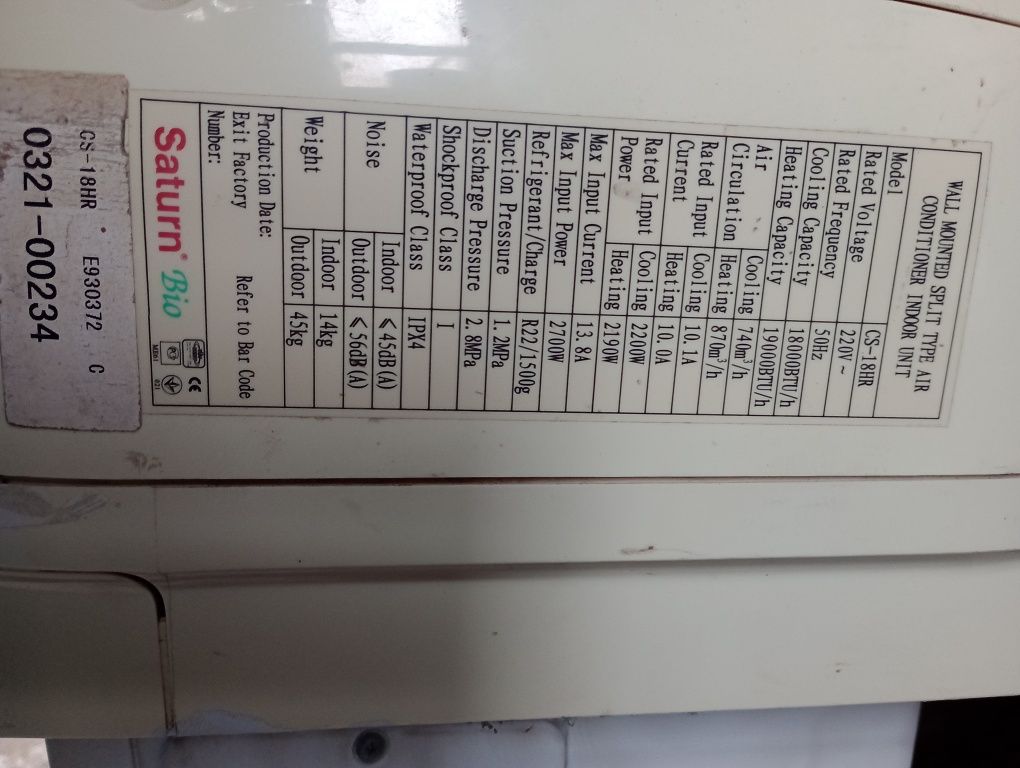 WALL MOUNTED SPLIT TYPE AIR
CONDITIONER INDOOR UNIT
Model CS-18HR
Rated Voltage 220V~
Rated Frequency 50Hz
Cooling Capacity 18000BTU/h
Heating Capacity 19000BTU/h
Air Circulation Cooling 740m³/h
Heating 870m³/h
Rated Input Current Cooling 10.1A
Heating 10.0A
Rated Input Power Cooling 2200W
Heating 2190W
Max Input Current 13.8A
Max Input Power 2700W
Refrigerant/Charge R22/1500g
Suction Pressure 1.2MPa
Discharge Pressure 2.8MPa
Shockproof Class I
Waterproof Class IPX4
Noise Indoor ≤45dB(A)
Outdoor ≤56dB(A)
Weight Indoor 14kg
Outdoor 45kg
Production Date:
Exit Factory Refer to Bar Code
Number:
Saturn® Bio
CE
CS-18HR E930372 C
0321-00234